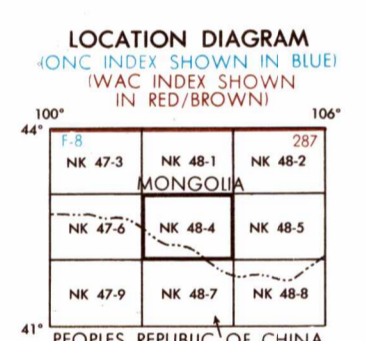 LOCATION DIAGRAM
(ONC INDEX SHOWN IN BLUE)
(WAC INDEX SHOWN
IN RED/BROWN)
100° 106°
44°
F-8 287
NK 47-3 NK 48-1 NK 48-2
MONGOLIA
NK 47-6 NK 48-4 NK 48-5
NK 47-9 NK 48-7 NK 48-8
41°
PEOPLES REPUBLIC OF CHINA